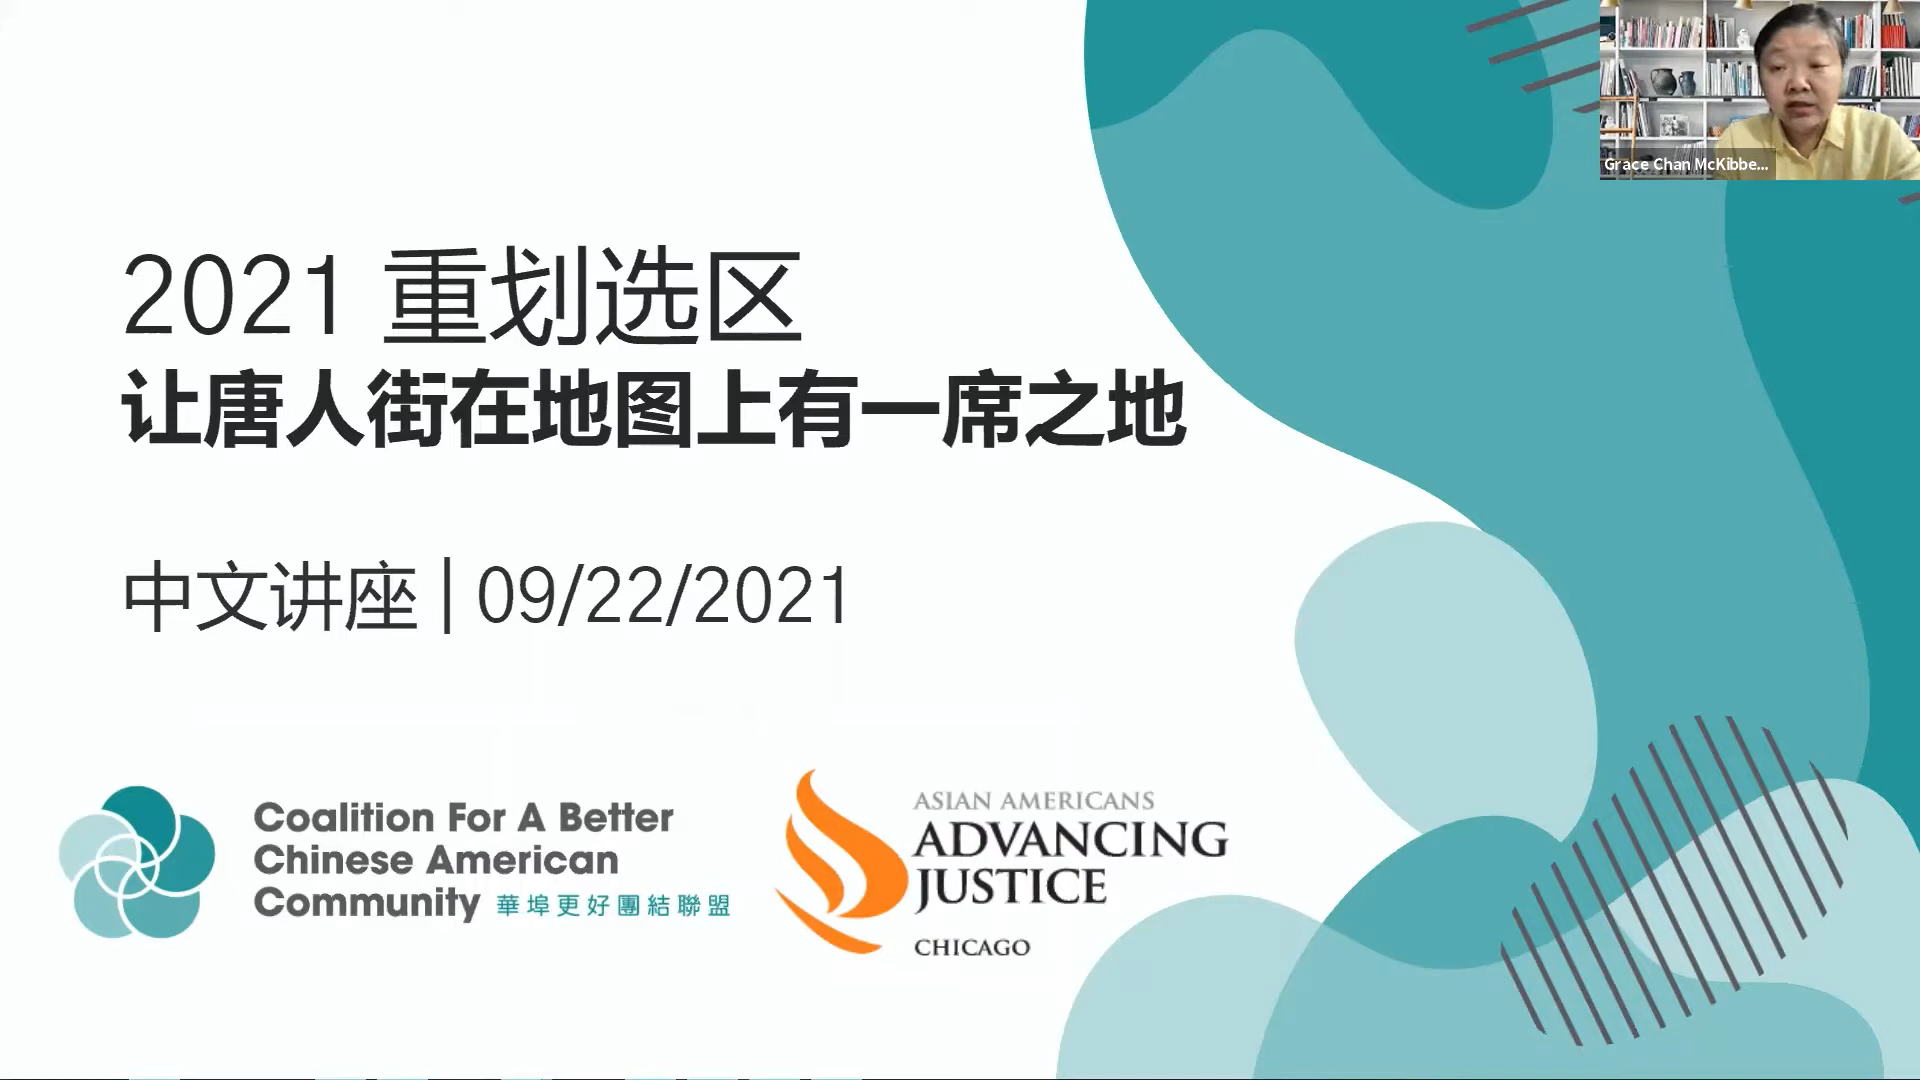 Grace Chan McKibbe...
2021 重划选区
让唐人街在地图上有一席之地
中文讲座 | 09/22/2021
Coalition For A Better
Chinese American
Community 華埠更好團結聯盟
ASIAN AMERICANS
ADVANCING
JUSTICE
CHICAGO